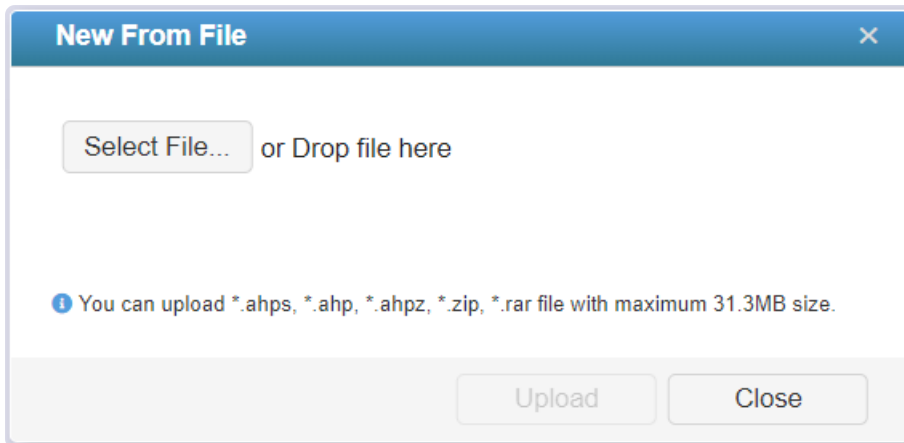 New From File
Select File... or Drop file here
You can upload *.ahps, *.ahp, *.ahpz, *.zip, *.rar file with maximum 31.3MB size.
Upload Close